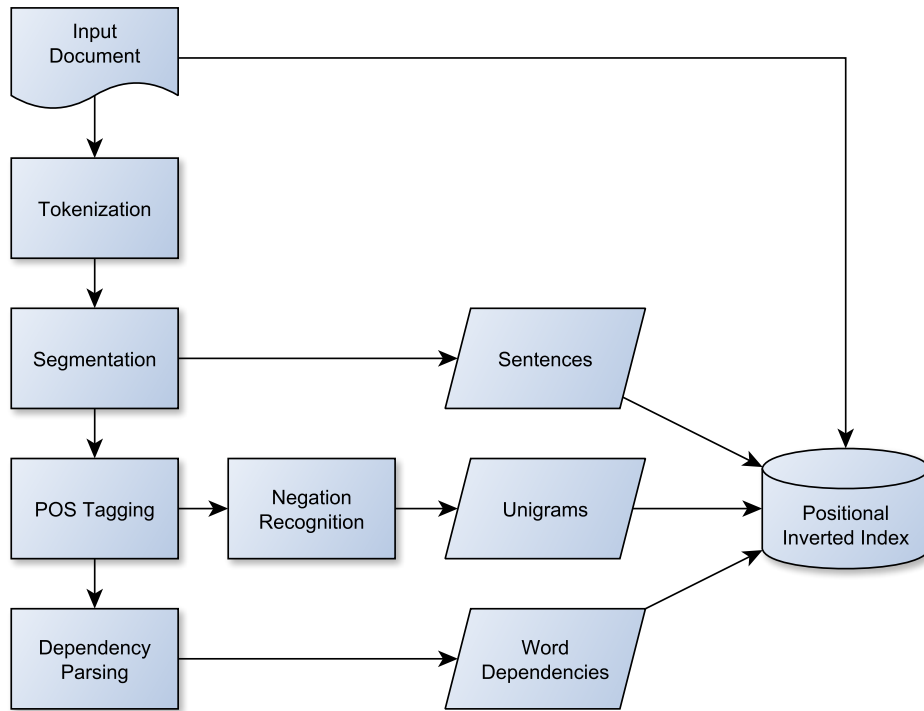 Input
Document
Tokenization
Segmentation
Sentences
POS Tagging
Negation
Recognition
Unigrams
Positional
Inverted Index
Dependency
Parsing
Word
Dependencies